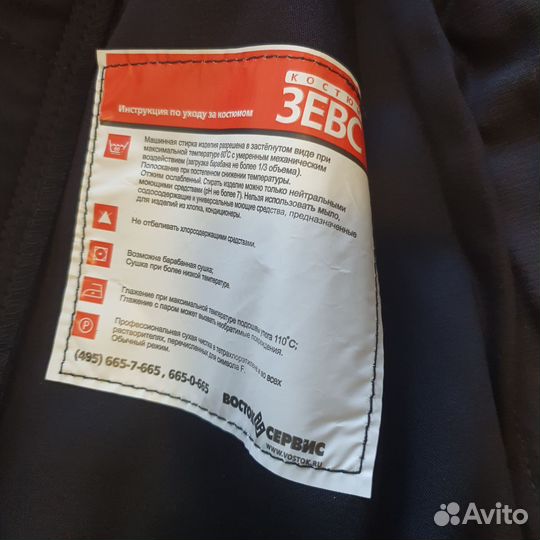 КОСТЮ
ЗЕВС
Инструкция по уходу за костюмом
Машинная стирка изделия разрешена в застёгнутом виде при
максимальной температуре 60°С с умеренным механическим
воздействием (загрузка барабана не более 1/3 объема).
Полоскание при постепенном снижении температуры.
Отжим ослабленный. Стирать изделие можно только нейтральными
моющими средствами (рН не более 7). Нельзя использовать мыло,
содосодержащие и универсальные моющие средства, предназначенные
для изделий из хлопка, кондиционеры.
Не отбеливать хлорсодержащими средствами.
Возможна барабанная сушка;
Сушка при более низкой температуре.
Глажение при максимальной температуре подошвы утюга 110°С;
Глажение с паром может вызвать необратимые повреждения.
Р
Профессиональная сухая чистка в тетрахлорэтилене и во всех
растворителях, перечисленных для символа F.
Обычный режим.
(495) 665-7-665, 665-0-665
ВОСТОК СЕРВИС
WWW.VOSTOK.RU
Avito